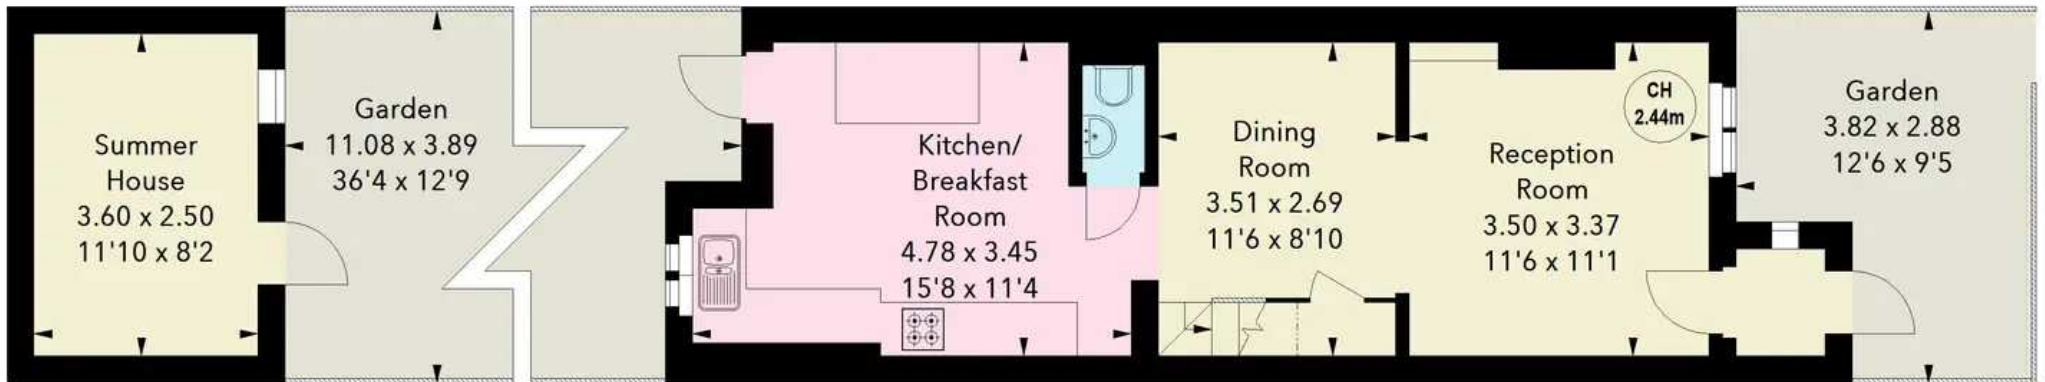 Summer
House
3.60 x 2.50
11'10 x 8'2
Garden
11.08 x 3.89
36'4 x 12'9
Kitchen/
Breakfast
Room
4.78 x 3.45
15'8 x 11'4
Dining
Room
3.51 x 2.69
11'6 x 8'10
Reception
Room
3.50 x 3.37
11'6 x 11'1
CH
2.44m
Garden
3.82 x 2.88
12'6 x 9'5